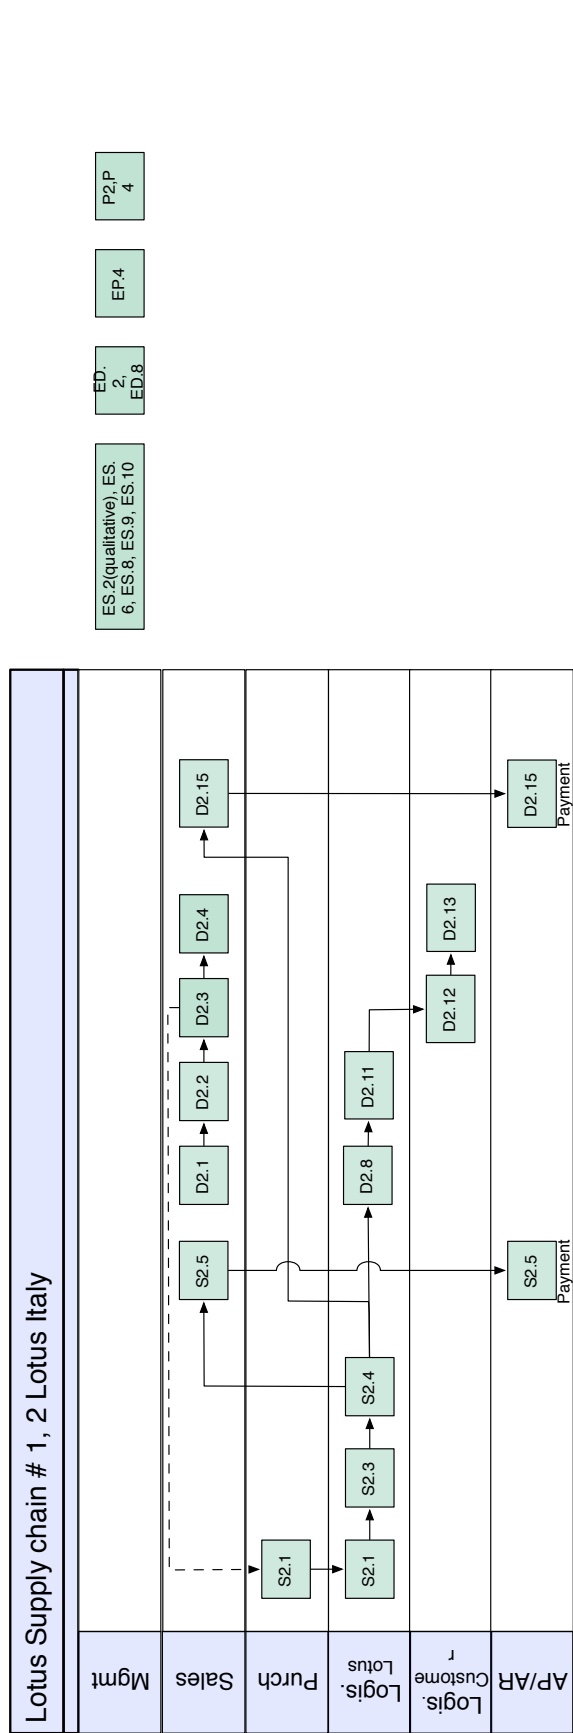 Lotus Supply chain # 1, 2 Lotus Italy
Mgmt
ES.2(qualitative), ES.
6, ES.8, ES.9, ES.10
ED.
2,
ED.8
EP.4
P2,P
4
Sales
S2.5
D2.1
D2.2
D2.3
D2.4
D2.15
Purch
S2.1
Logis.
Lotus
S2.1
S2.3
S2.4
D2.8
D2.11
Logis.
Custome
r
D2.12
D2.13
AP/AR
S2.5
Payment
D2.15
Payment